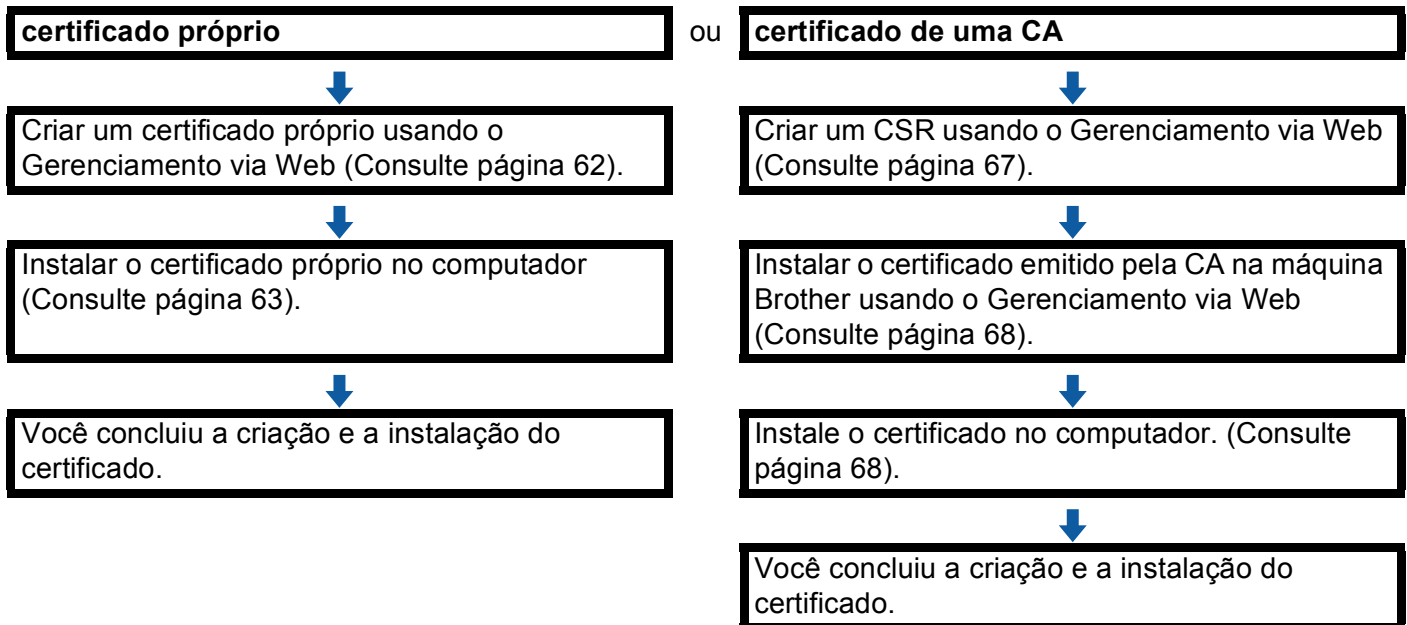 certificado próprio
ou
certificado de uma CA
Criar um certificado próprio usando o
Gerenciamento via Web (Consulte página 62).
Criar um CSR usando o Gerenciamento via Web
(Consulte página 67).
Instalar o certificado próprio no computador
(Consulte página 63).
Instalar o certificado emitido pela CA na máquina
Brother usando o Gerenciamento via Web
(Consulte página 68).
Você concluiu a criação e a instalação do
certificado.
Instale o certificado no computador. (Consulte
página 68).
Você concluiu a criação e a instalação do
certificado.